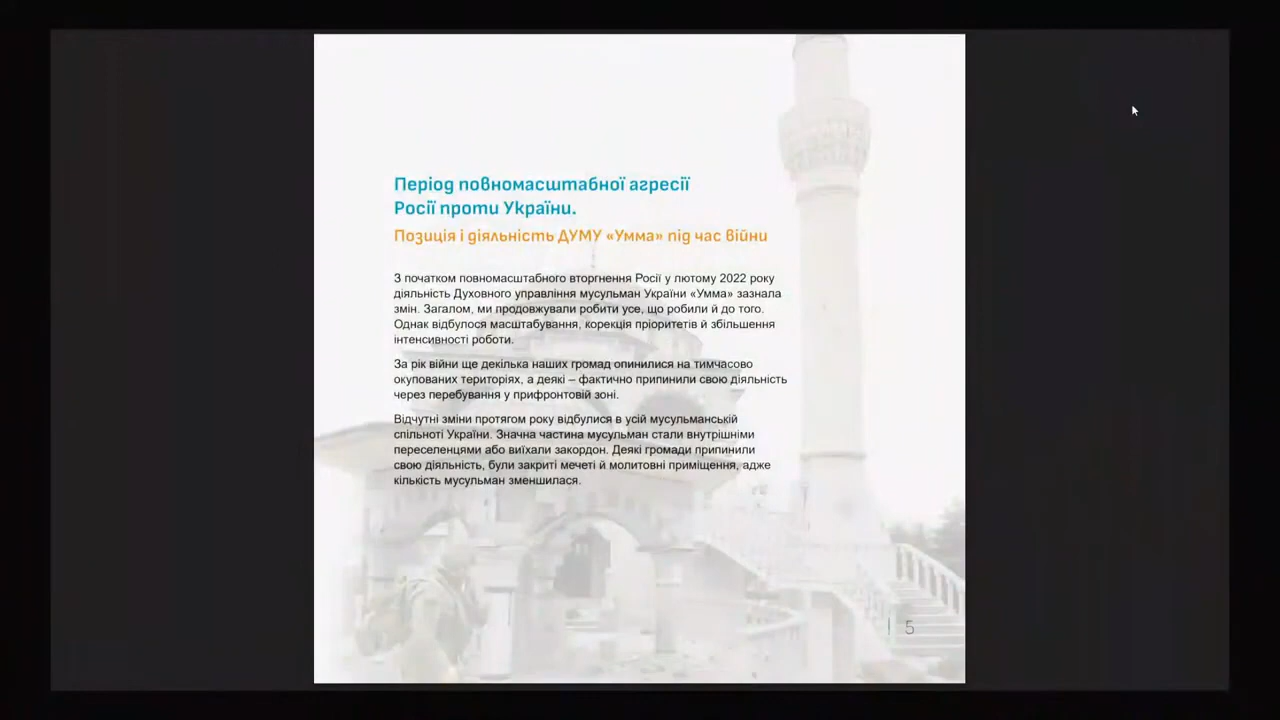 Період повномасштабної агресії
Росії проти України.
Позиція і діяльність ДУМУ «Умма» під час війни
З початком повномасштабного вторгнення Росії у лютому 2022 року
діяльність Духовного управління мусульман України «Умма» зазнала
змін. Загалом, ми продовжували робити усе, що робили й до того.
Однак відбулося масштабування, корекція пріоритетів й збільшення
інтенсивності роботи.
За рік війни ще декілька наших громад опинилися на тимчасово
окупованих територіях, а деякі – фактично припинили свою діяльність
через перебування у прифронтовій зоні.
Відчутні зміни протягом року відбулися в усій мусульманській
спільноті України. Значна частина мусульман стали внутрішніми
переселенцями або виїхали закордон. Деякі громади припинили
свою діяльність, були закриті мечеті й молитовні приміщення, адже
кількість мусульман зменшилася.
5